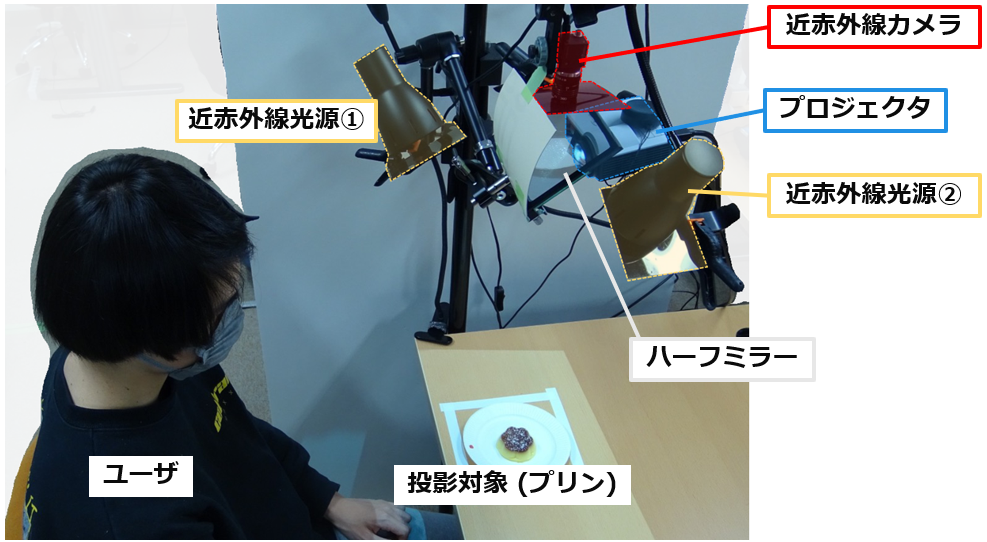 近赤外線カメラ
プロジェクタ
近赤外線光源①
近赤外線光源②
ハーフミラー
ユーザ
投影対象 (プリン)